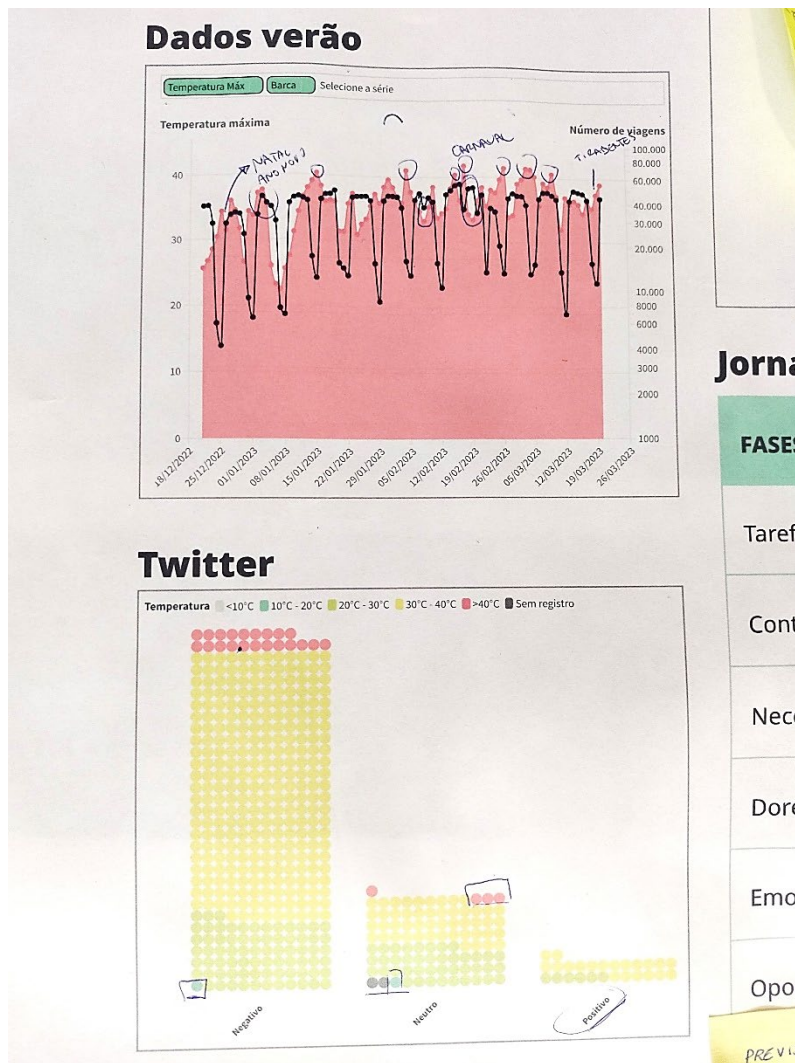 Dados verão
Temperatura Máx Barca Selecione a série
Temperatura máxima
Número de viagens
NATAL
ANO NOVO
CARNAVAL
TIRADENTES
40
30
20
10
0
100.000
80.000
60.000
40.000
30.000
20.000
10.000
8000
6000
4000
3000
2000
1000
18/12/2022
25/12/2022
01/01/2023
08/01/2023
15/01/2023
22/01/2023
29/01/2023
05/02/2023
12/02/2023
19/02/2023
26/02/2023
05/03/2023
12/03/2023
19/03/2023
26/03/2023
Twitter
Temperatura <10°C 10°C - 20°C 20°C - 30°C 30°C - 40°C >40°C Sem registro
Negativo
Neutro
Positivo
Jorna
FASES
Taref
Cont
Nece
Dore
Emo
Opo
PREVI